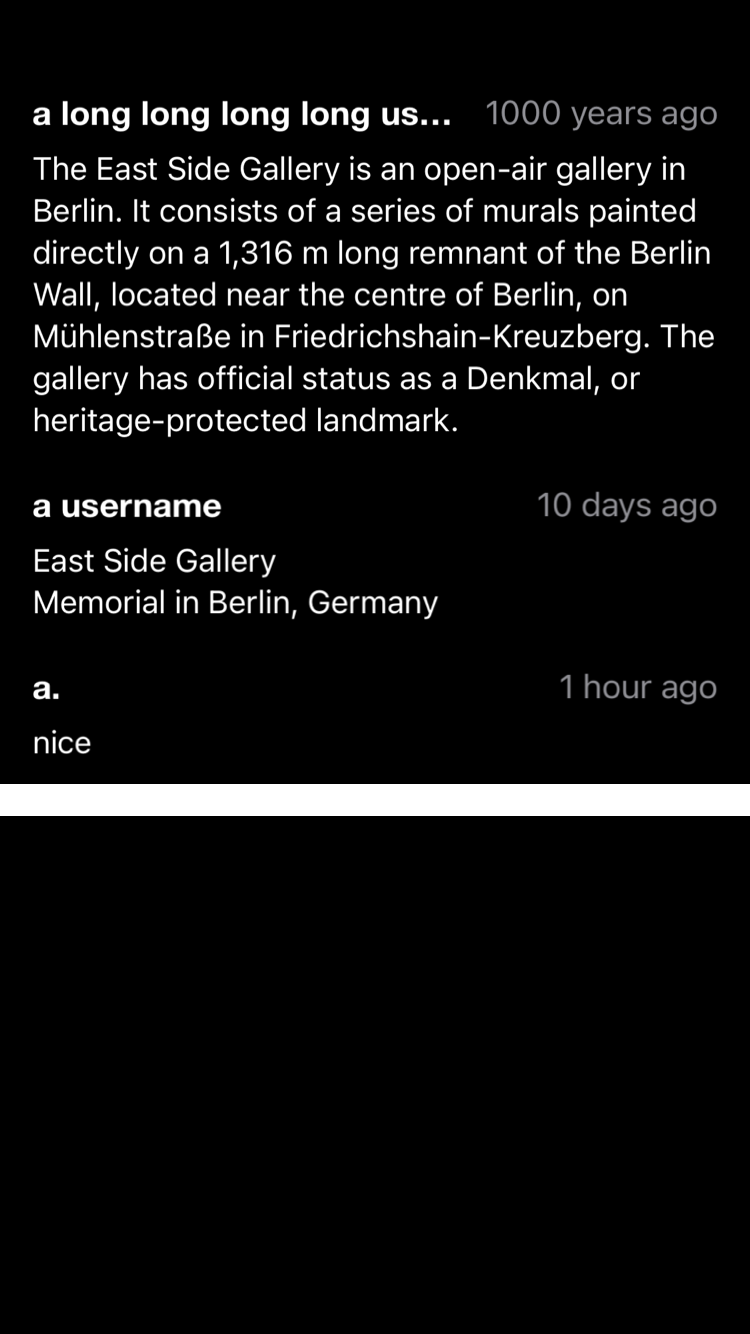 a long long long long us... 1000 years ago
The East Side Gallery is an open-air gallery in
Berlin. It consists of a series of murals painted
directly on a 1,316 m long remnant of the Berlin
Wall, located near the centre of Berlin, on
Mühlenstraße in Friedrichshain-Kreuzberg. The
gallery has official status as a Denkmal, or
heritage-protected landmark.
a username 10 days ago
East Side Gallery
Memorial in Berlin, Germany
a. 1 hour ago
nice